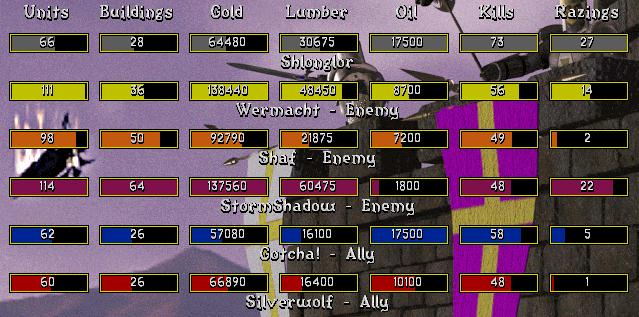 Units Buildings Gold Lumber Oil Kills Razings
66 28 64480 30675 17500 73 27
Shlonglor
111 36 138440 48450 8700 56 14
Wermacht - Enemy
98 50 92790 21875 7200 49 2
Shaf - Enemy
114 64 137560 60475 1800 48 22
StormShadow - Enemy
62 26 57080 16100 17500 58 5
Gotcha! - Ally
60 26 66890 16400 10100 48 1
Silverwolf - Ally